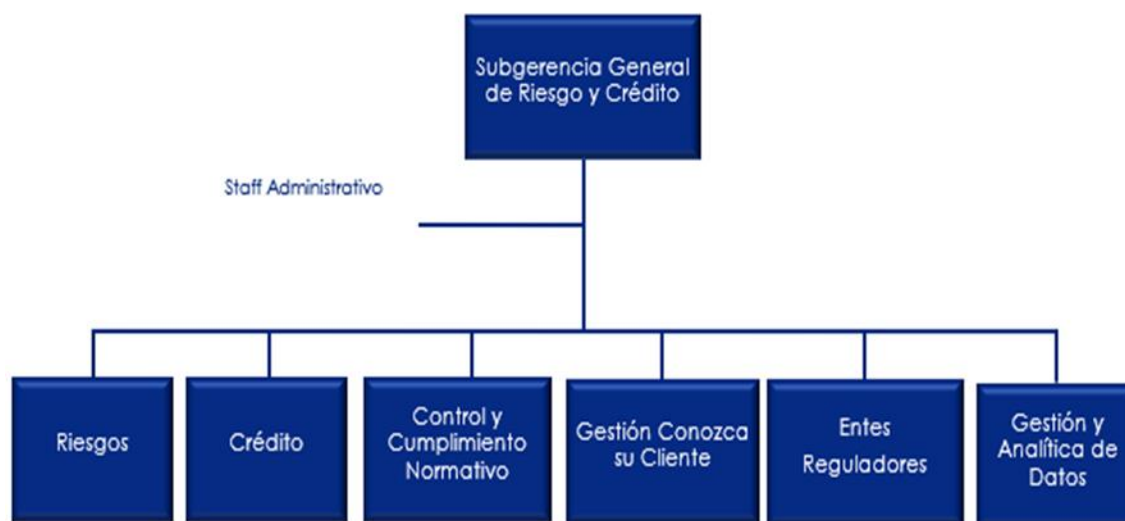 Subgerencia General
de Riesgo y Crédito
Staff Administrativo
Riesgos
Crédito
Control y
Cumplimiento
Normativo
Gestión Conozca
su Cliente
Entes
Reguladores
Gestión y
Analítica de
Datos